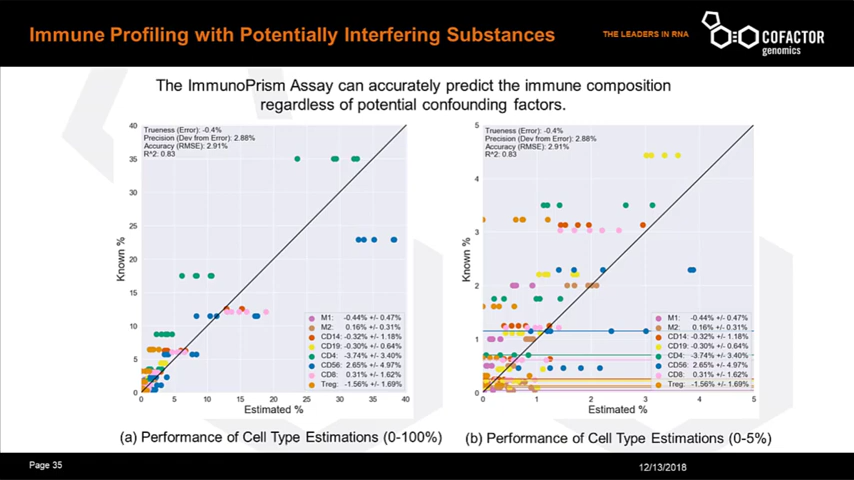 Immune Profiling with Potentially Interfering Substances
THE LEADERS IN RNA
COFACTOR
genomics
The ImmunoPrism Assay can accurately predict the immune composition
regardless of potential confounding factors.
Trueness (Error): -0.4%
Precision (Dev from Error): 2.88%
Accuracy (RMSE): 2.91%
R^2: 0.83
40
35
30
25
20
15
10
5
0
Known %
0 5 10 15 20 25 30 35 40
Estimated %
M1: -0.44% +/- 0.47%
M2: 0.16% +/- 0.31%
CD14: -0.32% +/- 1.18%
CD19: -0.30% +/- 0.64%
CD4: -3.74% +/- 3.40%
CD56: 2.65% +/- 4.97%
CD8: 0.31% +/- 1.62%
Treg: -1.56% +/- 1.69%
(a) Performance of Cell Type Estimations (0-100%)
Trueness (Error): -0.4%
Precision (Dev from Error): 2.88%
Accuracy (RMSE): 2.91%
R^2: 0.83
5
4
3
2
1
0
Known %
0 1 2 3 4 5
Estimated %
M1: -0.44% +/- 0.47%
M2: 0.16% +/- 0.31%
CD14: -0.32% +/- 1.18%
CD19: -0.30% +/- 0.64%
CD4: -3.74% +/- 3.40%
CD56: 2.65% +/- 4.97%
CD8: 0.31% +/- 1.62%
Treg: -1.56% +/- 1.69%
(b) Performance of Cell Type Estimations (0-5%)
Page 35
12/13/2018